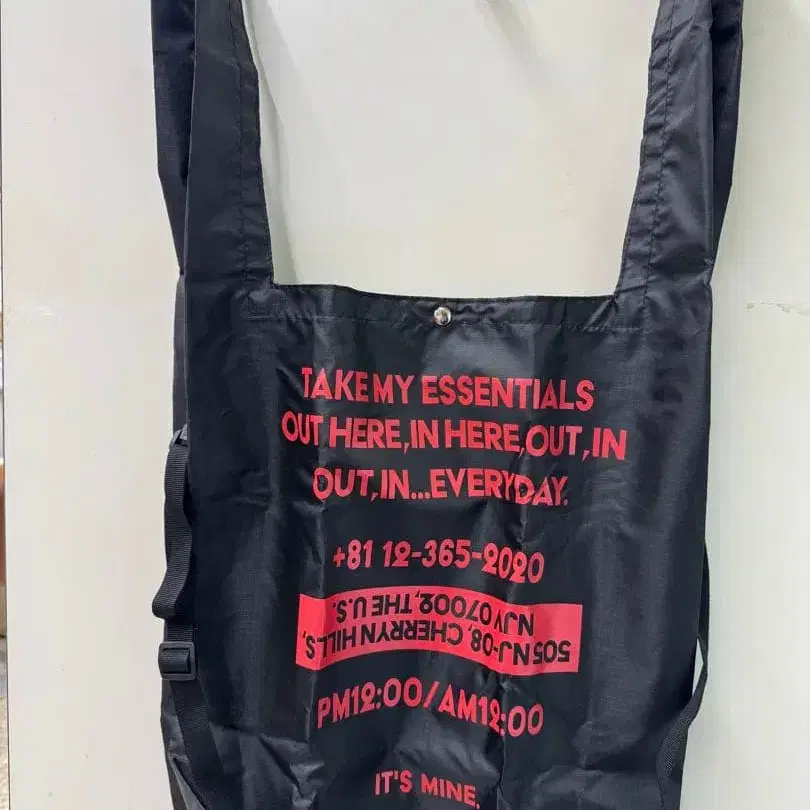 TAKE MY ESSENTIALS
OUT HERE,IN HERE,OUT,IN
OUT,IN...EVERYDAY.
+81 12-365-2020
505 NJ-08, CHERRYN HILLS,
NJV 07002, THE U.S.
PM12:00/AM12:00
IT'S MINE.